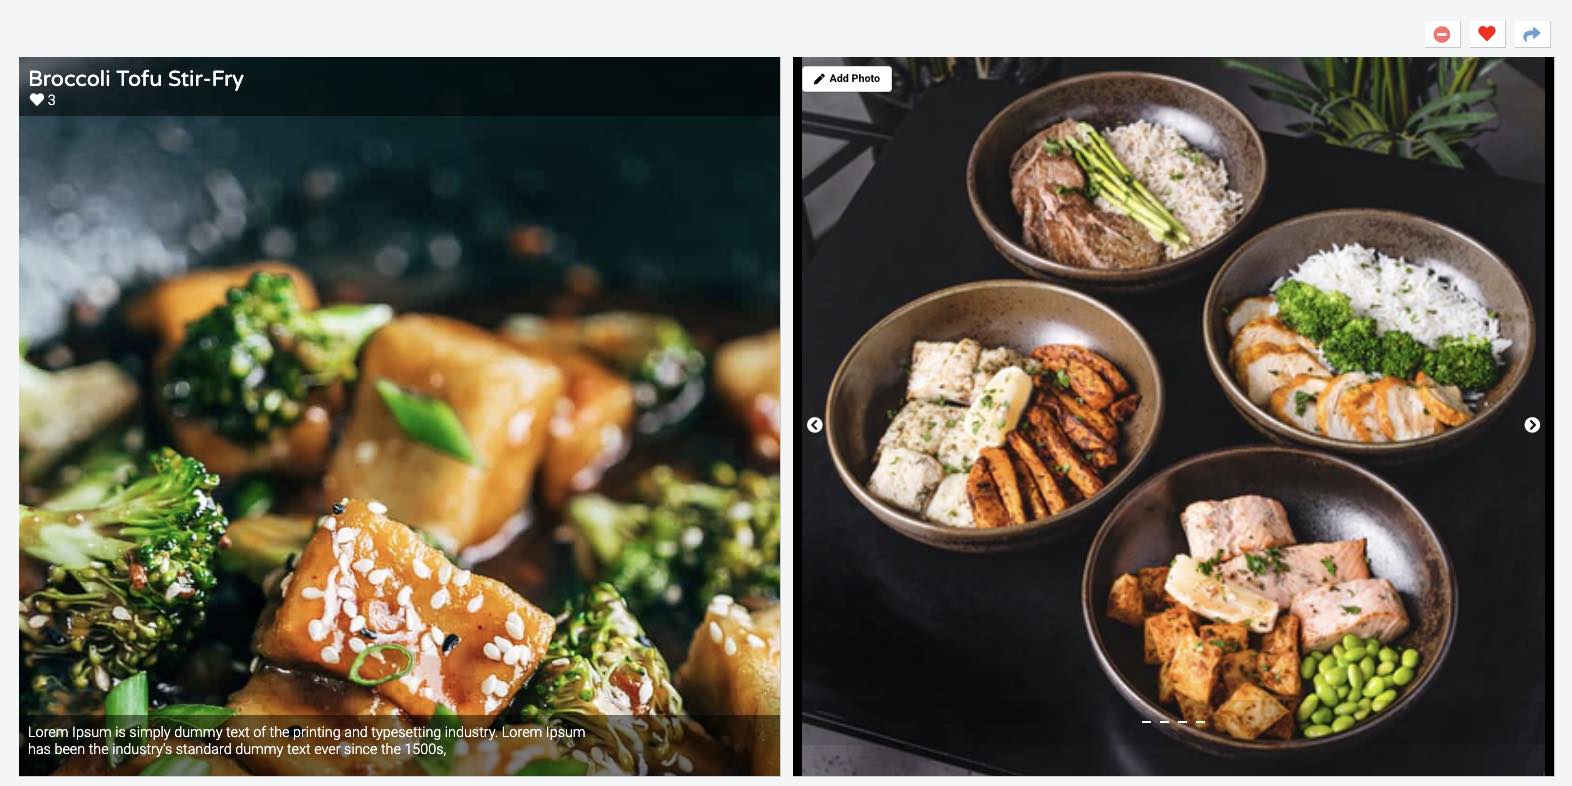 Broccoli Tofu Stir-Fry
3
Add Photo
Lorem Ipsum is simply dummy text of the printing and typesetting industry. Lorem Ipsum
has been the industry's standard dummy text ever since the 1500s,